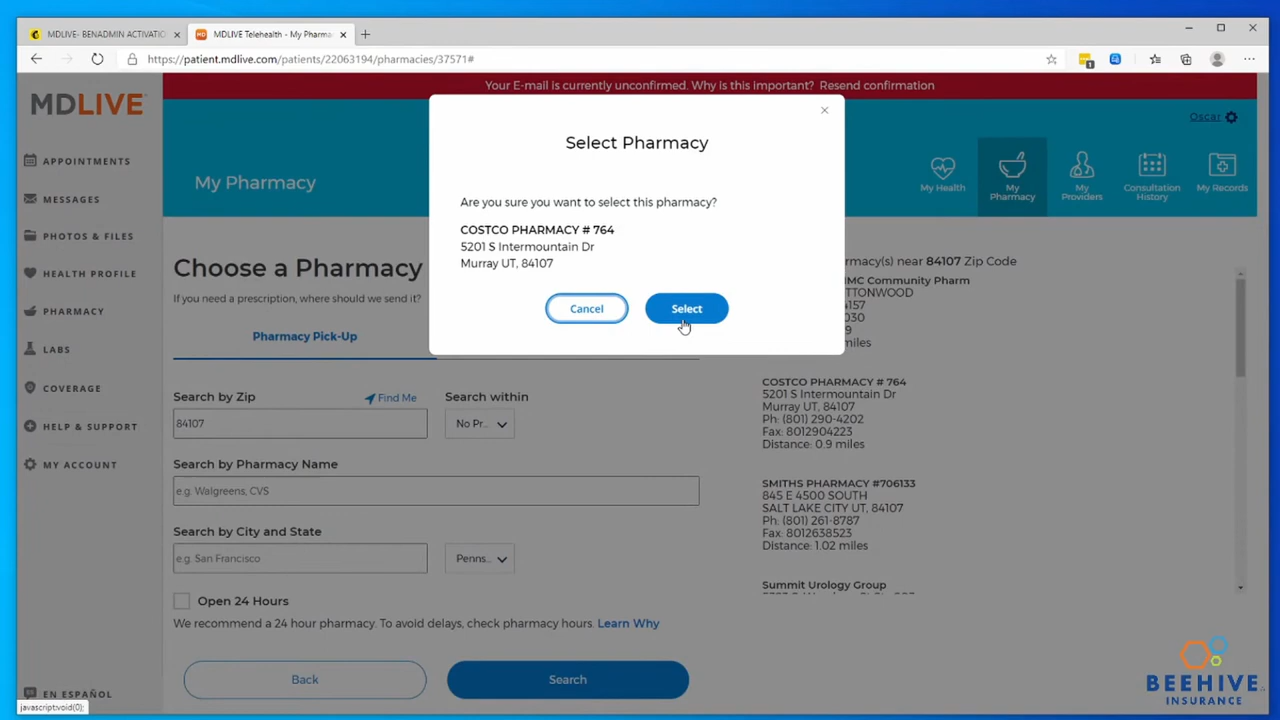 MDLIVE- BENADMIN ACTIVATIO
MDLIVE Telehealth - My Pharma
https://patient.mdlive.com/patients/22063194/pharmacies/37571#
1
Your E-mail is currently unconfirmed. Why is this important? Resend confirmation
MDLIVE
Oscar
My Pharmacy
My Health
My Pharmacy
My Providers
Consultation History
My Records
APPOINTMENTS
MESSAGES
PHOTOS & FILES
HEALTH PROFILE
PHARMACY
LABS
COVERAGE
HELP & SUPPORT
MY ACCOUNT
EN ESPAÑOL
javascript:void(0);
Select Pharmacy
Are you sure you want to select this pharmacy?
COSTCO PHARMACY # 764
5201 S Intermountain Dr
Murray UT, 84107
Cancel
Select
Choose a Pharmacy
If you need a prescription, where should we send it?
Pharmacy Pick-Up
Search by Zip
Find Me
Search within
84107
No Pr..
Search by Pharmacy Name
e.g. Walgreens, CVS
Search by City and State
e.g. San Francisco
Penns..
Open 24 Hours
We recommend a 24 hour pharmacy. To avoid delays, check pharmacy hours. Learn Why
Back
Search
rmacy(s) near 84107 Zip Code
IMC Community Pharm
TTONWOOD
4157
030
9
miles
COSTCO PHARMACY # 764
5201 S Intermountain Dr
Murray UT, 84107
Ph: (801) 290-4202
Fax: 8012904223
Distance: 0.9 miles
SMITHS PHARMACY #706133
845 E 4500 SOUTH
SALT LAKE CITY UT, 84107
Ph: (801) 261-8787
Fax: 8012638523
Distance: 1.02 miles
Summit Urology Group
BEEHIVE
INSURANCE